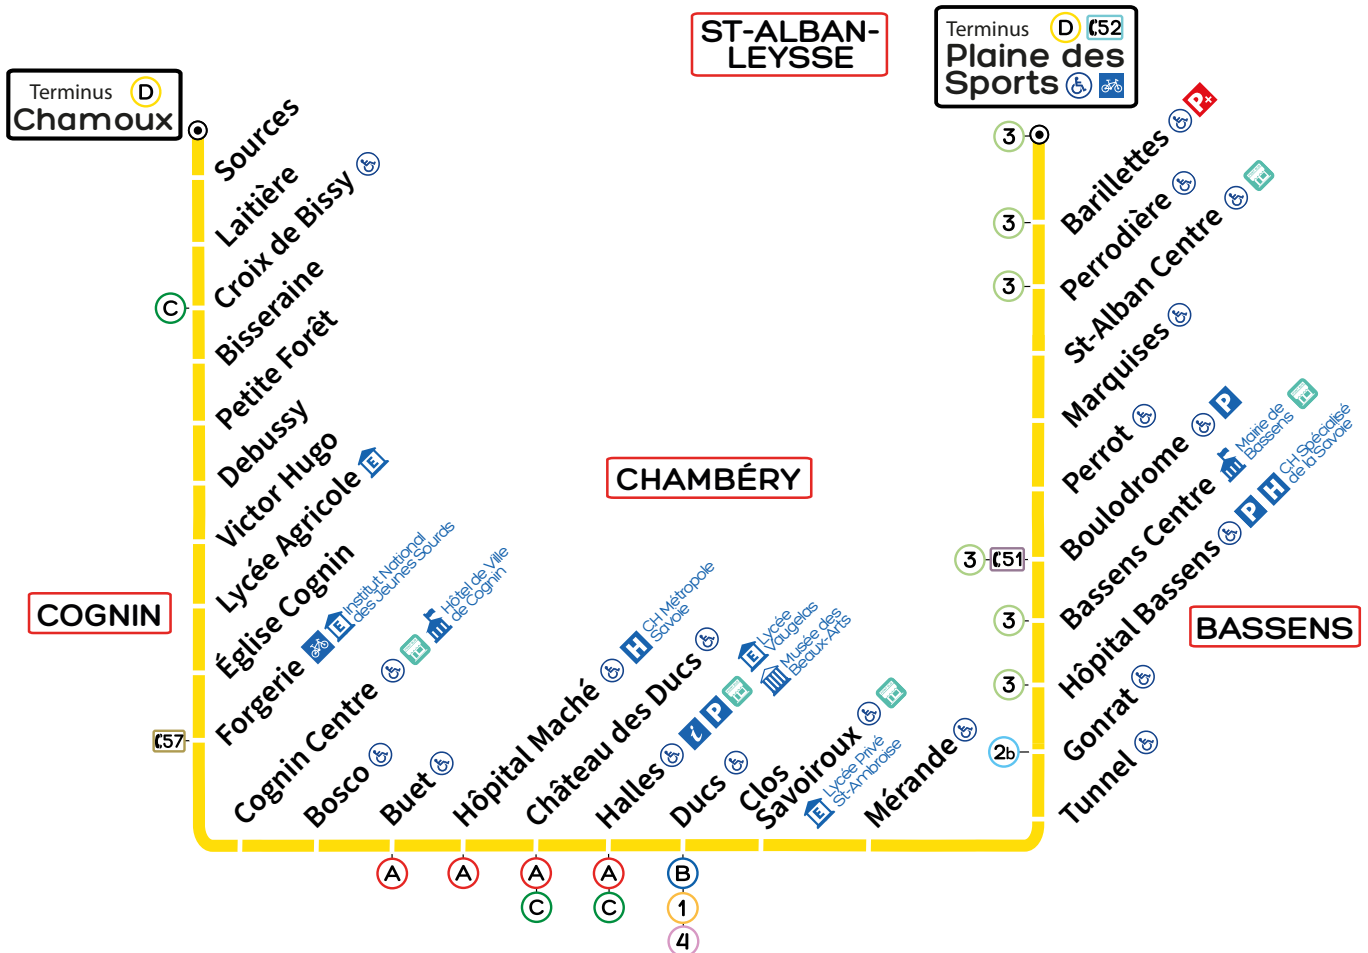 Terminus D
Chamoux
Sources
Laitière
Croix de Bissy
C
Bisseraine
Petite Forêt
Debussy
Victor Hugo
Lycée Agricole
E
Église Cognin
Forgerie
E
Institut National
des Jeunes Sourds
57
COGNIN
Cognin Centre
Hôtel de Ville
de Cognin
Bosco
Buet
A
Hôpital Maché
H
CH Métropole
Savoie
A
Château des Ducs
A
C
Halles
i
P
E
Lycée
Vaugelas
Musée des
Beaux-Arts
A
C
Ducs
B
1
4
Clos
Savoiroux
E
Lycée Privé
St-Ambroise
Mérande
CHAMBÉRY
ST-ALBAN-
LEYSSE
Terminus D 52
Plaine des
Sports
3
Barillettes
P+
3
Perrodière
3
St-Alban Centre
Marquises
Perrot
Boulodrome
P
3
51
Bassens Centre
Mairie de
Bassens
3
Hôpital Bassens
P
H
CH Spécialisé
de la Savoie
3
Gonrat
2b
Tunnel
BASSENS